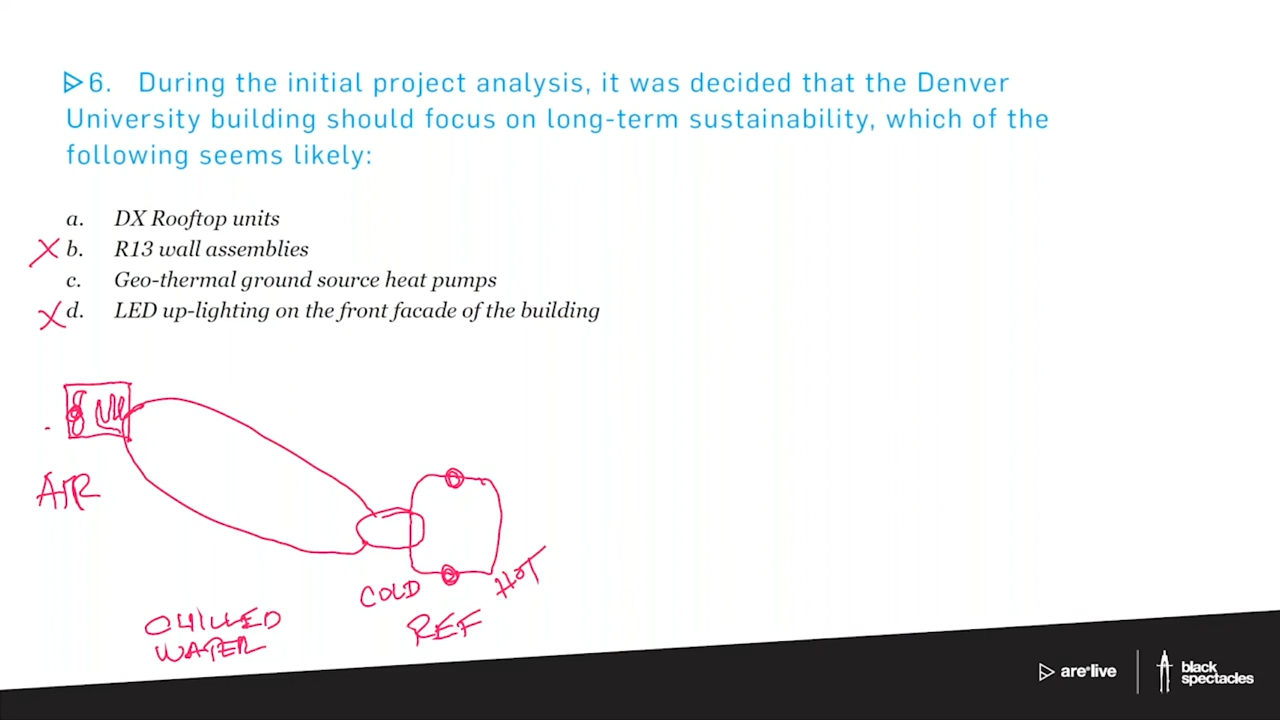 6. During the initial project analysis, it was decided that the Denver
University building should focus on long-term sustainability, which of the
following seems likely:
a. DX Rooftop units
X b. R13 wall assemblies
c. Geo-thermal ground source heat pumps
X d. LED up-lighting on the front facade of the building
AIR
COLD
HOT
REF
CHILLED
WATER
are live
black
spectacles